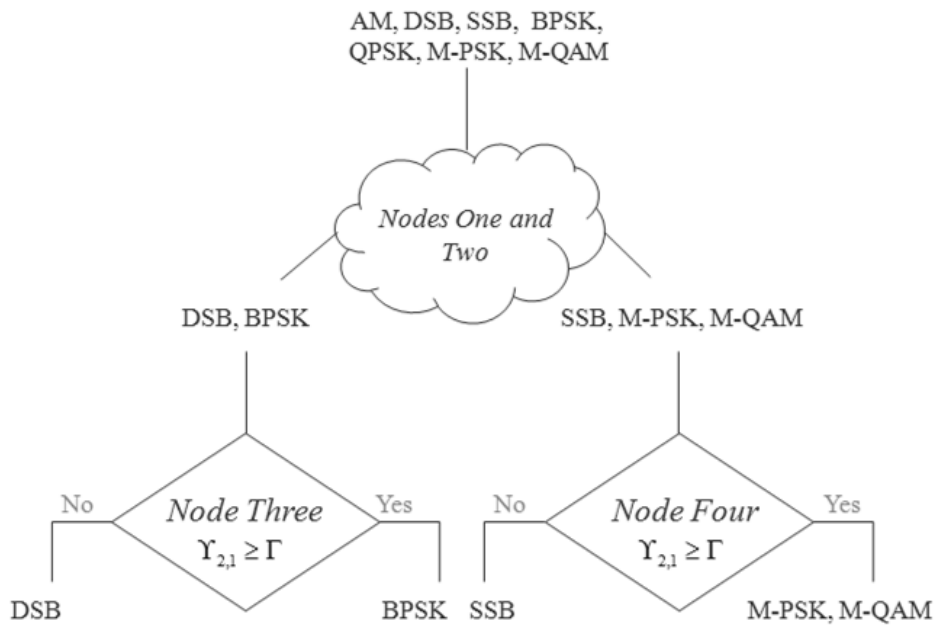 AM, DSB, SSB, BPSK,
QPSK, M-PSK, M-QAM
Nodes One and
Two
DSB, BPSK
SSB, M-PSK, M-QAM
No
Node Three
Yes
ϒ2,1 ≥ Γ
No
Node Four
Yes
ϒ2,1 ≥ Γ
DSB
BPSK
SSB
M-PSK, M-QAM